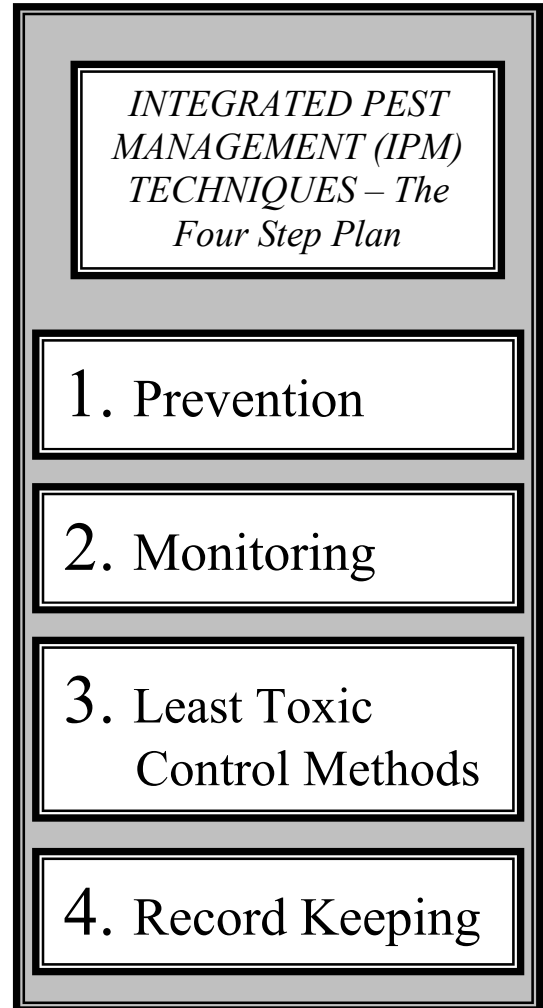 INTEGRATED PEST
MANAGEMENT (IPM)
TECHNIQUES – The
Four Step Plan
1. Prevention
2. Monitoring
3. Least Toxic
Control Methods
4. Record Keeping